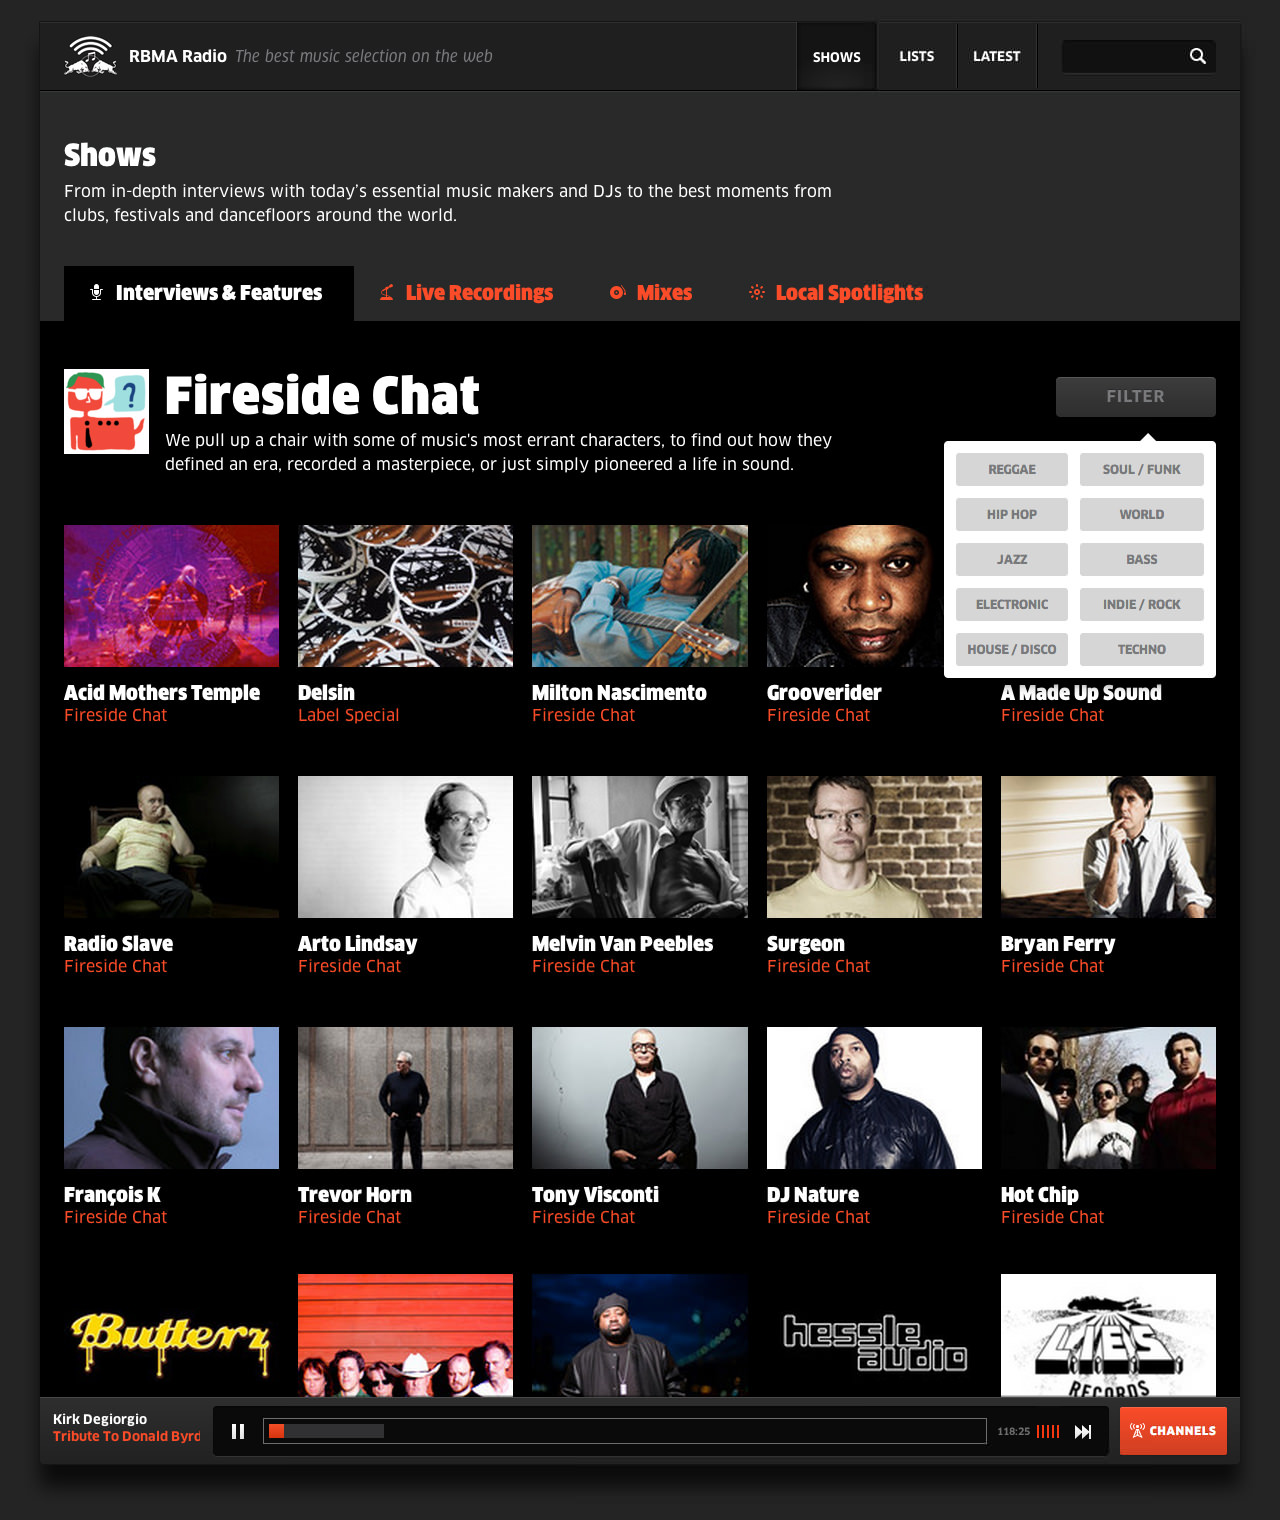 RBMA Radio The best music selection on the web
SHOWS
LISTS
LATEST
Shows
From in-depth interviews with today's essential music makers and DJs to the best moments from
clubs, festivals and dancefloors around the world.
Interviews & Features
Live Recordings
Mixes
Local Spotlights
?
Fireside Chat
FILTER
We pull up a chair with some of music's most errant characters, to find out how they
defined an era, recorded a masterpiece, or just simply pioneered a life in sound.
REGGAE
SOUL / FUNK
HIP HOP
WORLD
JAZZ
BASS
ELECTRONIC
INDIE / ROCK
HOUSE / DISCO
TECHNO
delsin
Acid Mothers Temple
Fireside Chat
Delsin
Label Special
Milton Nascimento
Fireside Chat
Grooverider
Fireside Chat
A Made Up Sound
Fireside Chat
Radio Slave
Fireside Chat
Arto Lindsay
Fireside Chat
Melvin Van Peebles
Fireside Chat
Surgeon
Fireside Chat
Bryan Ferry
Fireside Chat
François K
Fireside Chat
Trevor Horn
Fireside Chat
Tony Visconti
Fireside Chat
DJ Nature
Fireside Chat
Hot Chip
Fireside Chat
Butterz
hessle
audio
L.I.E.S
RECORDS
Kirk Degiorgio
Tribute To Donald Byrd
118:25
CHANNELS